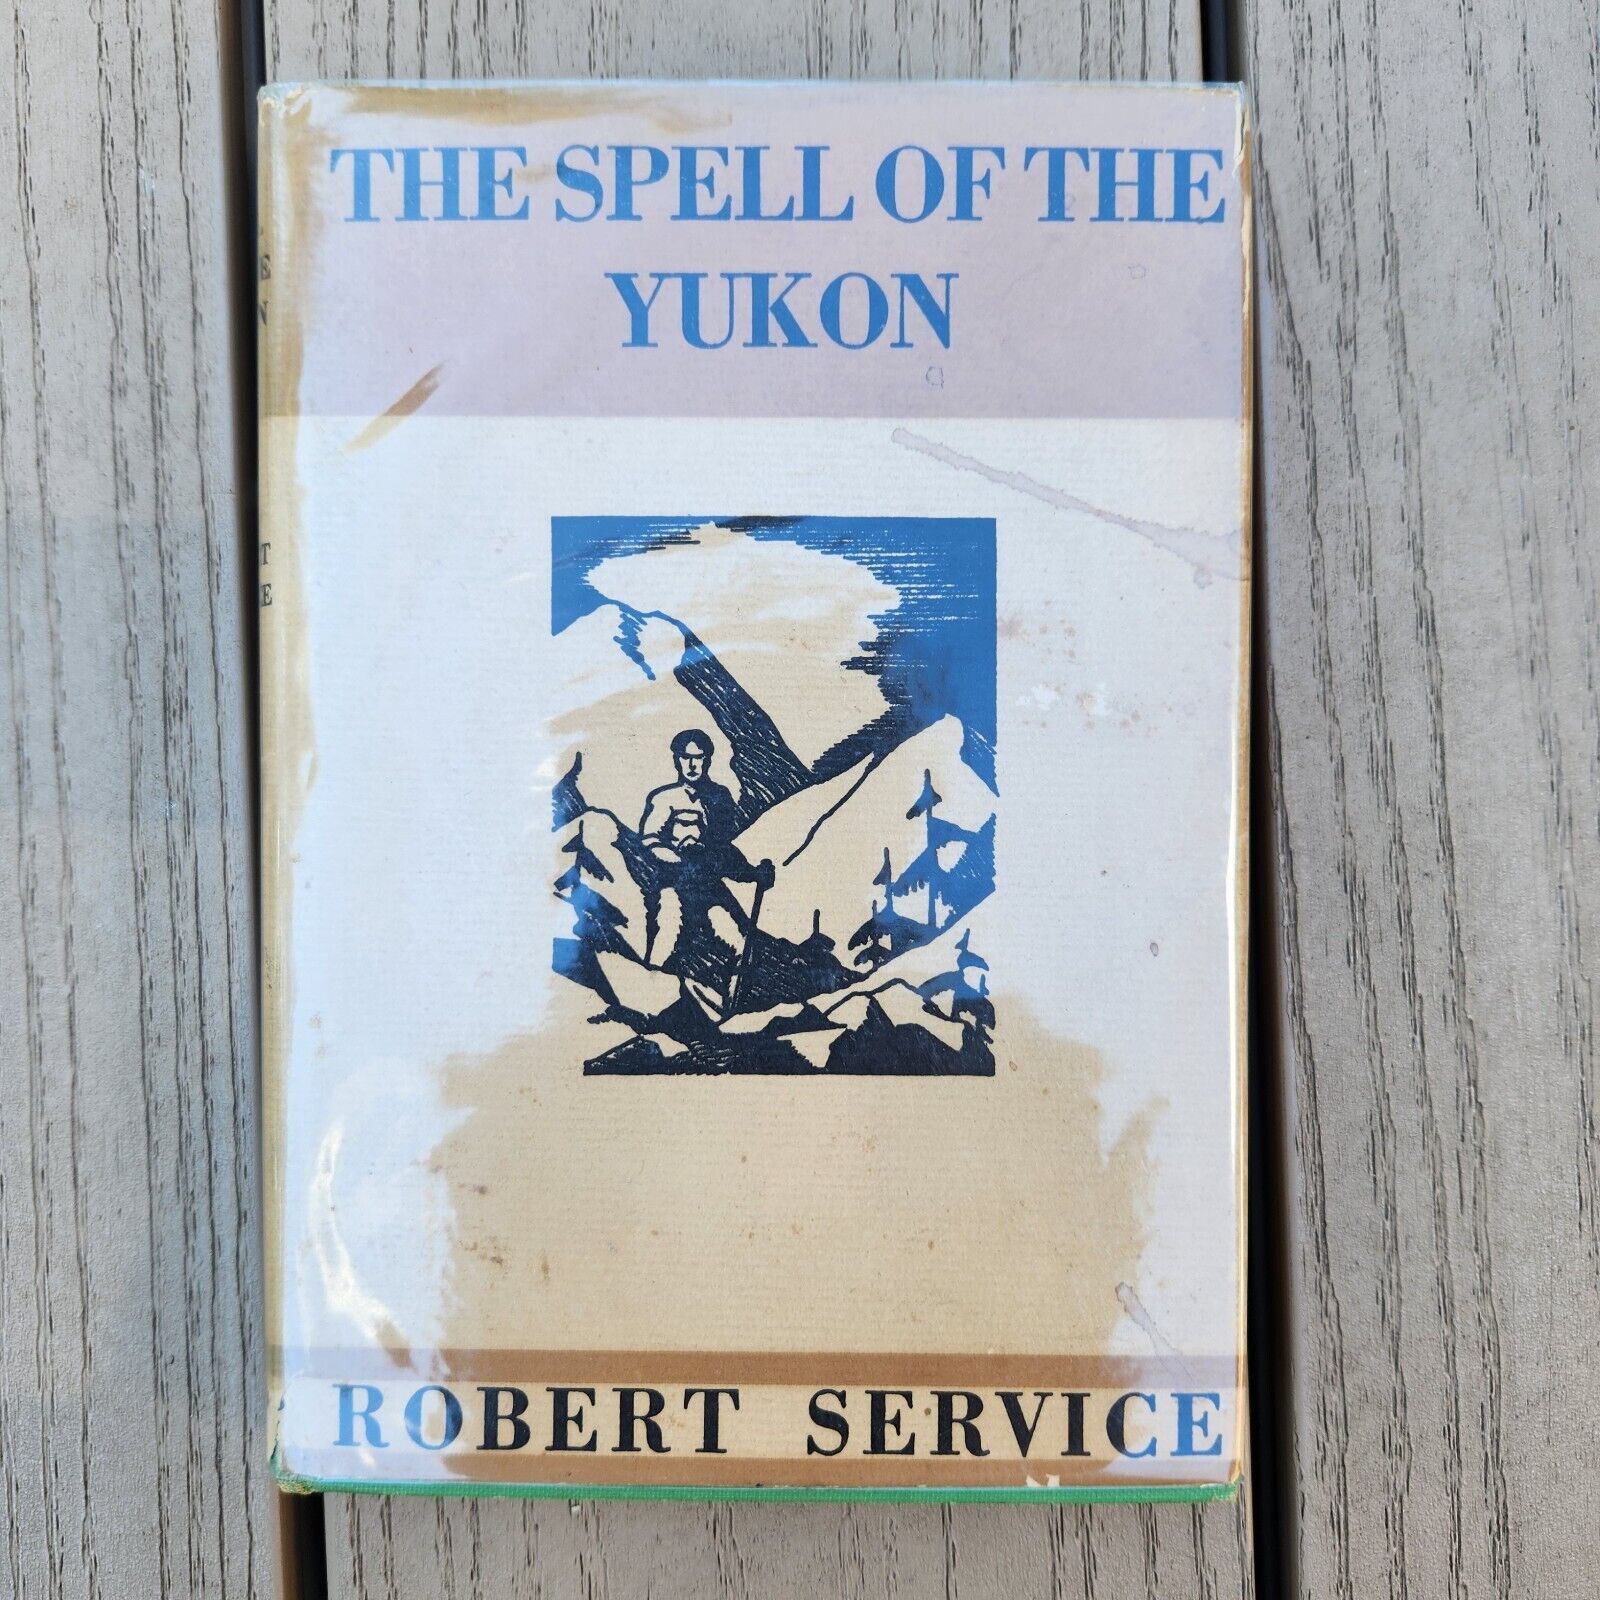 THE SPELL OF THE
YUKON
ROBERT SERVICE